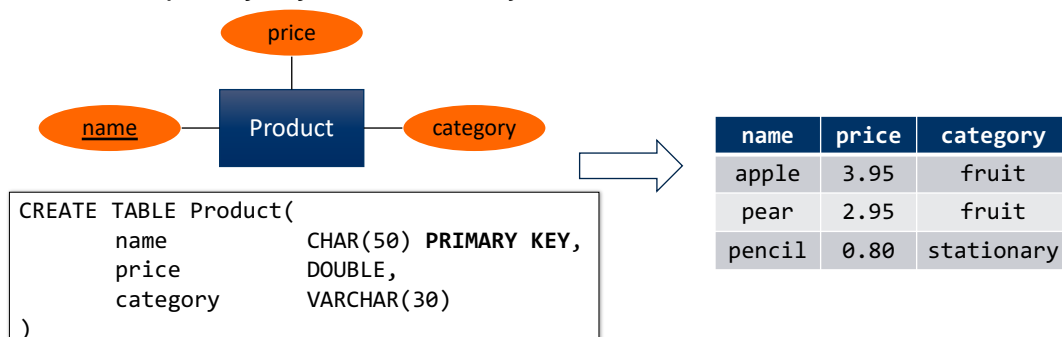 price
name
Product
category
CREATE TABLE Product(
name CHAR(50) PRIMARY KEY,
price DOUBLE,
category VARCHAR(30)
)
name price category
apple 3.95 fruit
pear 2.95 fruit
pencil 0.80 stationary